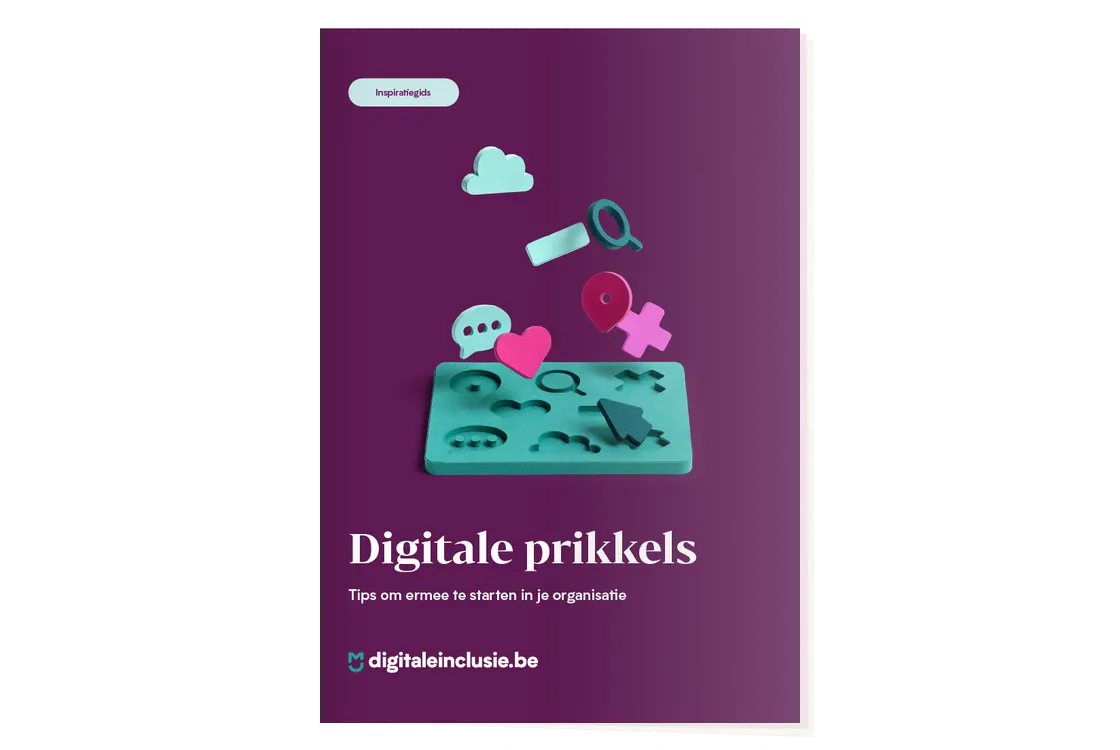 Inspiratiegids
Digitale prikkels
Tips om ermee te starten in je organisatie
digitaleinclusie.be